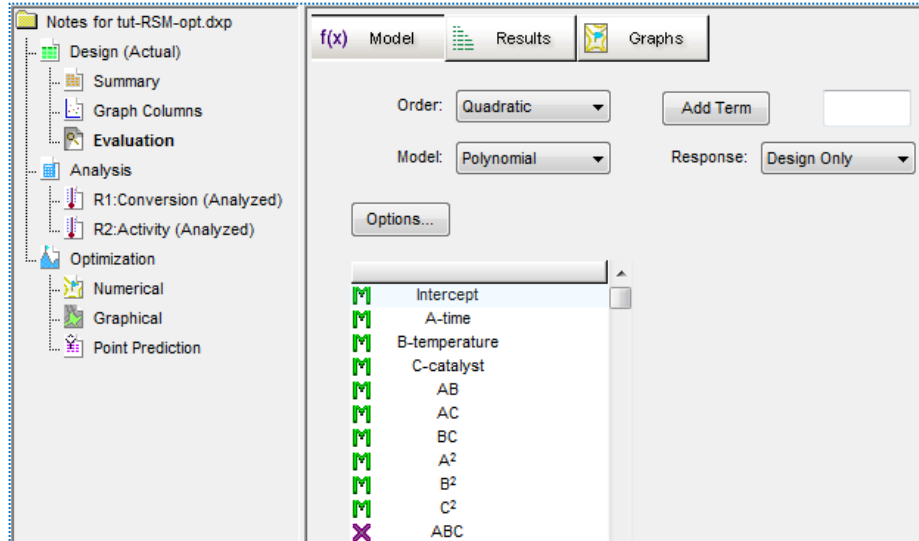 Notes for tut-RSM-opt.dxp
Design (Actual)
Summary
Graph Columns
Evaluation
Analysis
R1:Conversion (Analyzed)
R2:Activity (Analyzed)
Optimization
Numerical
Graphical
Point Prediction
f(x) Model Results Graphs
Order: Quadratic Add Term
Model: Polynomial Response: Design Only
Options...
Intercept
A-time
B-temperature
C-catalyst
AB
AC
BC
A²
B²
C²
ABC